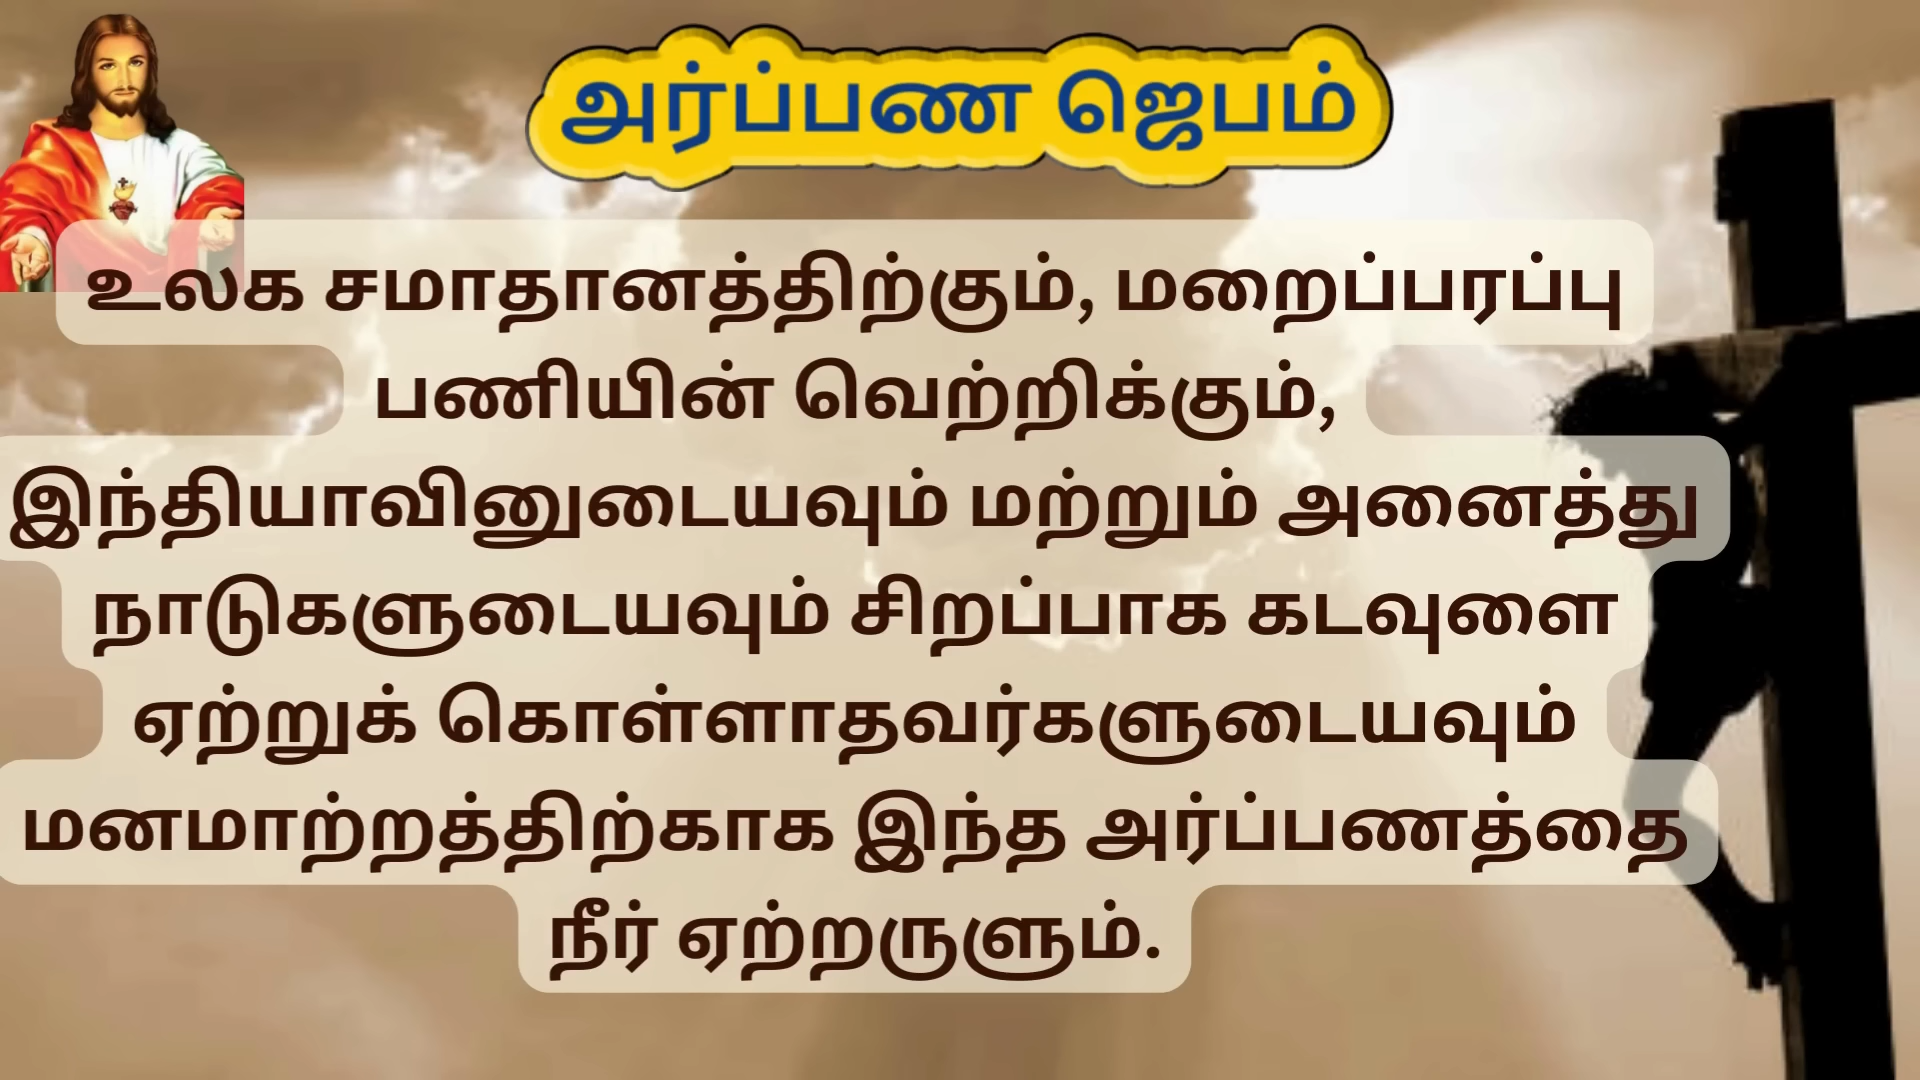 அர்ப்பண ஜெபம்
உலக சமாதானத்திற்கும், மறைப்பரப்பு
பணியின் வெற்றிக்கும்,
இந்தியாவினுடையவும் மற்றும் அனைத்து
நாடுகளுடையவும் சிறப்பாக கடவுளை
ஏற்றுக் கொள்ளாதவர்களுடையவும்
மனமாற்றத்திற்காக இந்த அர்ப்பணத்தை
நீர் ஏற்றருளும்.